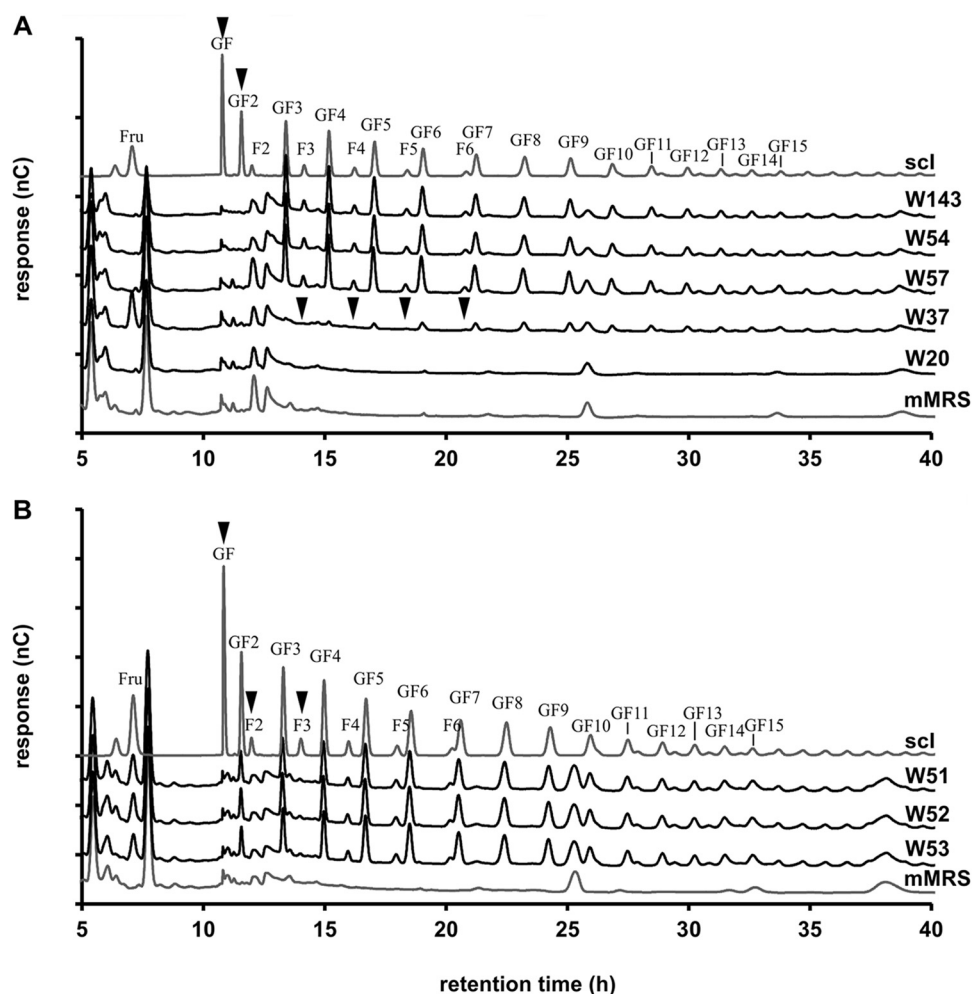 A
GF
GF2
Fru
F2
GF3
F3
GF4
F4
GF5
F5
GF6
F6
GF7
GF8
GF9
GF10
GF11
GF12
GF13
GF14
GF15
scl
W143
W54
W57
W37
W20
mMRS
response (nC)
5 10 15 20 25 30 35 40
B
GF
GF2
Fru
F2
GF3
F3
GF4
F4
GF5
F5
GF6
F6
GF7
GF8
GF9
GF10
GF11
GF12
GF13
GF14
GF15
scl
W51
W52
W53
mMRS
response (nC)
5 10 15 20 25 30 35 40
retention time (h)